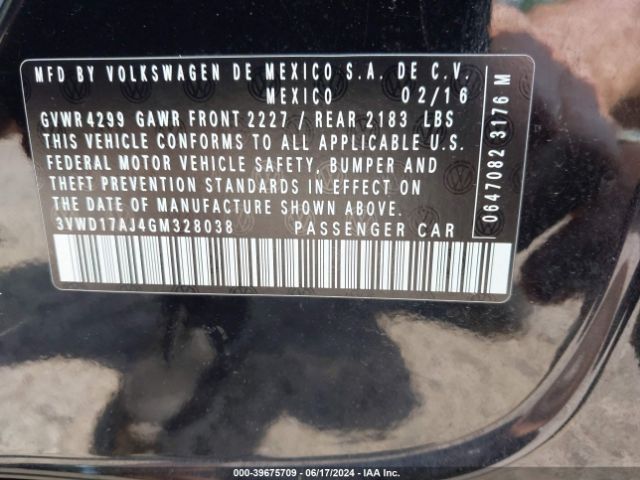 MFD BY VOLKSWAGEN DE MEXICO S.A. DE C.V.
MEXICO 02/16
GVWR 4299 GAWR FRONT 2227 / REAR 2183 LBS
THIS VEHICLE CONFORMS TO ALL APPLICABLE U.S.
FEDERAL MOTOR VEHICLE SAFETY, BUMPER AND
THEFT PREVENTION STANDARDS IN EFFECT ON
THE DATE OF MANUFACTURE SHOWN ABOVE.
3VWD17AJ4GM328038 PASSENGER CAR
0647082 3176 M
000-39675709 - 06/17/2024 - IAA Inc.